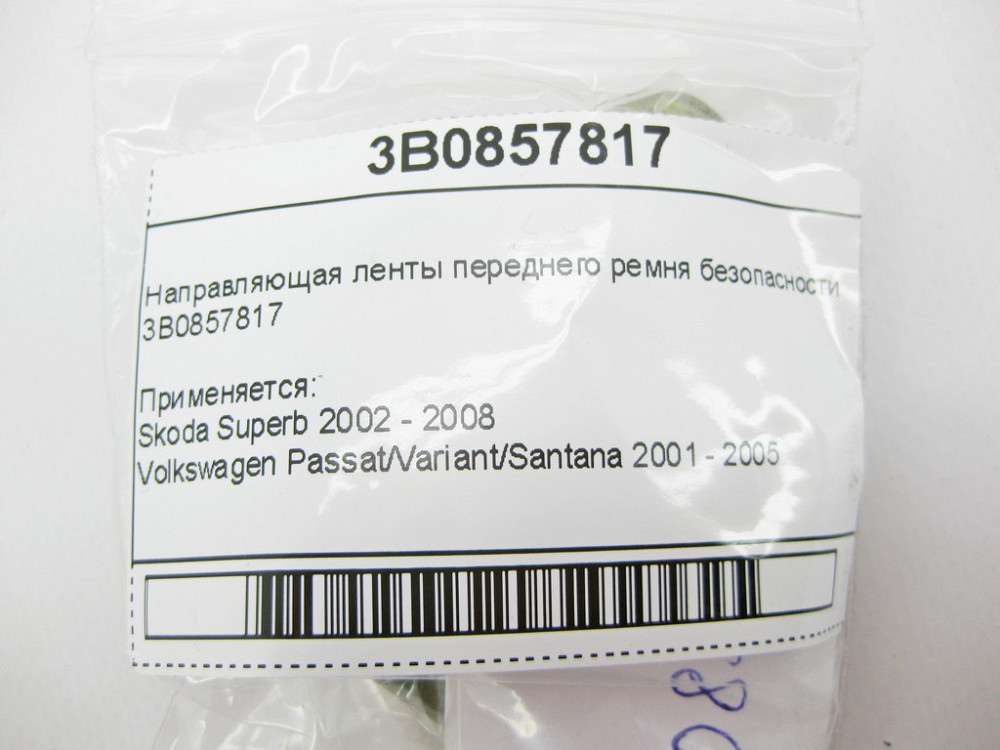 3B0857817
Направляющая ленты переднего ремня безопасности
3B0857817
Применяется:
Skoda Superb 2002 - 2008
Volkswagen Passat/Variant/Santana 2001 - 2005